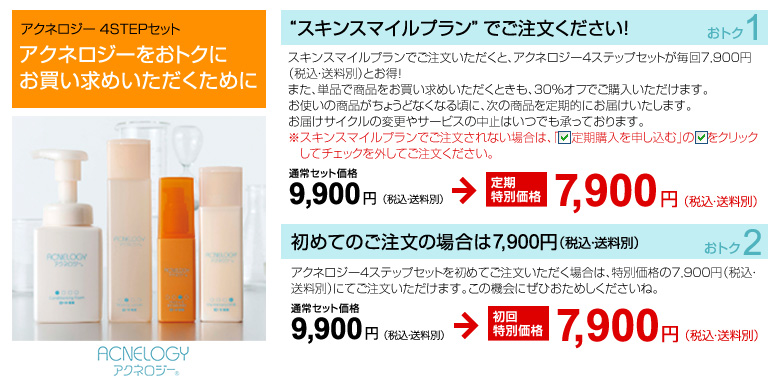 アクネロジー 4STEPセット
アクネロジーをおトクに
お買い求めいただくために
ACNELOGY
アクネロジー
ACNELOGY
アクネロジー®
“スキンスマイルプラン” でご注文ください!
おトク1
スキンスマイルプランでご注文いただくと、アクネロジー4ステップセットが毎回7,900円
(税込・送料別)とお得!
また、単品で商品をお買い求めいただくときも、30%オフでご購入いただけます。
お使いの商品がちょうどなくなる頃に、次の商品を定期的にお届けいたします。
お届けサイクルの変更やサービスの中止はいつでも承っております。
※スキンスマイルプランでご注文されない場合は、「☑定期購入を申し込む」の☑をクリック
してチェックを外してご注文ください。
通常セット価格
9,900円 (税込・送料別)
定期
特別価格
7,900円 (税込・送料別)
初めてのご注文の場合は7,900円(税込・送料別)
おトク2
アクネロジー4ステップセットを初めてご注文いただく場合は、特別価格の7,900円(税込・
送料別)にてご注文いただけます。この機会にぜひおためしくださいね。
通常セット価格
9,900円 (税込・送料別)
初回
特別価格
7,900円 (税込・送料別)